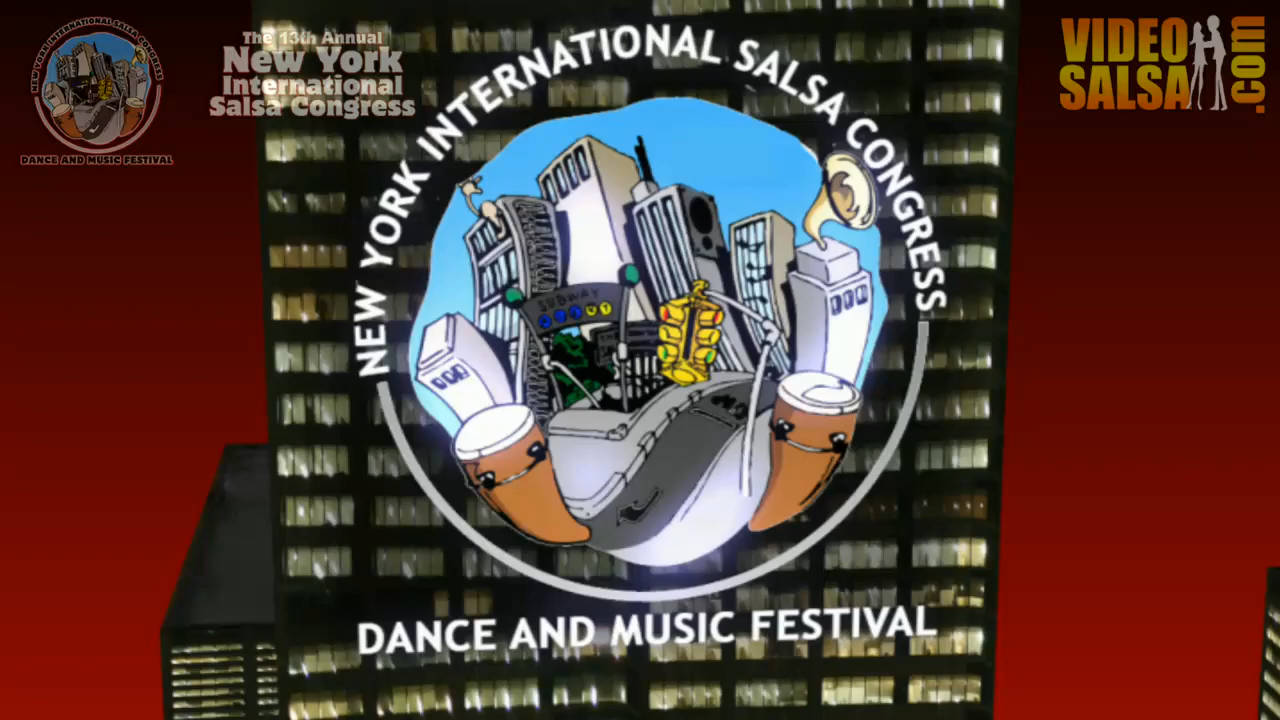 NEW YORK INTERNATIONAL SALSA CONGRESS
DANCE AND MUSIC FESTIVAL
The 13th Annual
New York
International
Salsa Congress
VIDEO
SALSA
.com
NEW YORK INTERNATIONAL SALSA CONGRESS
SUBWAY
DANCE AND MUSIC FESTIVAL